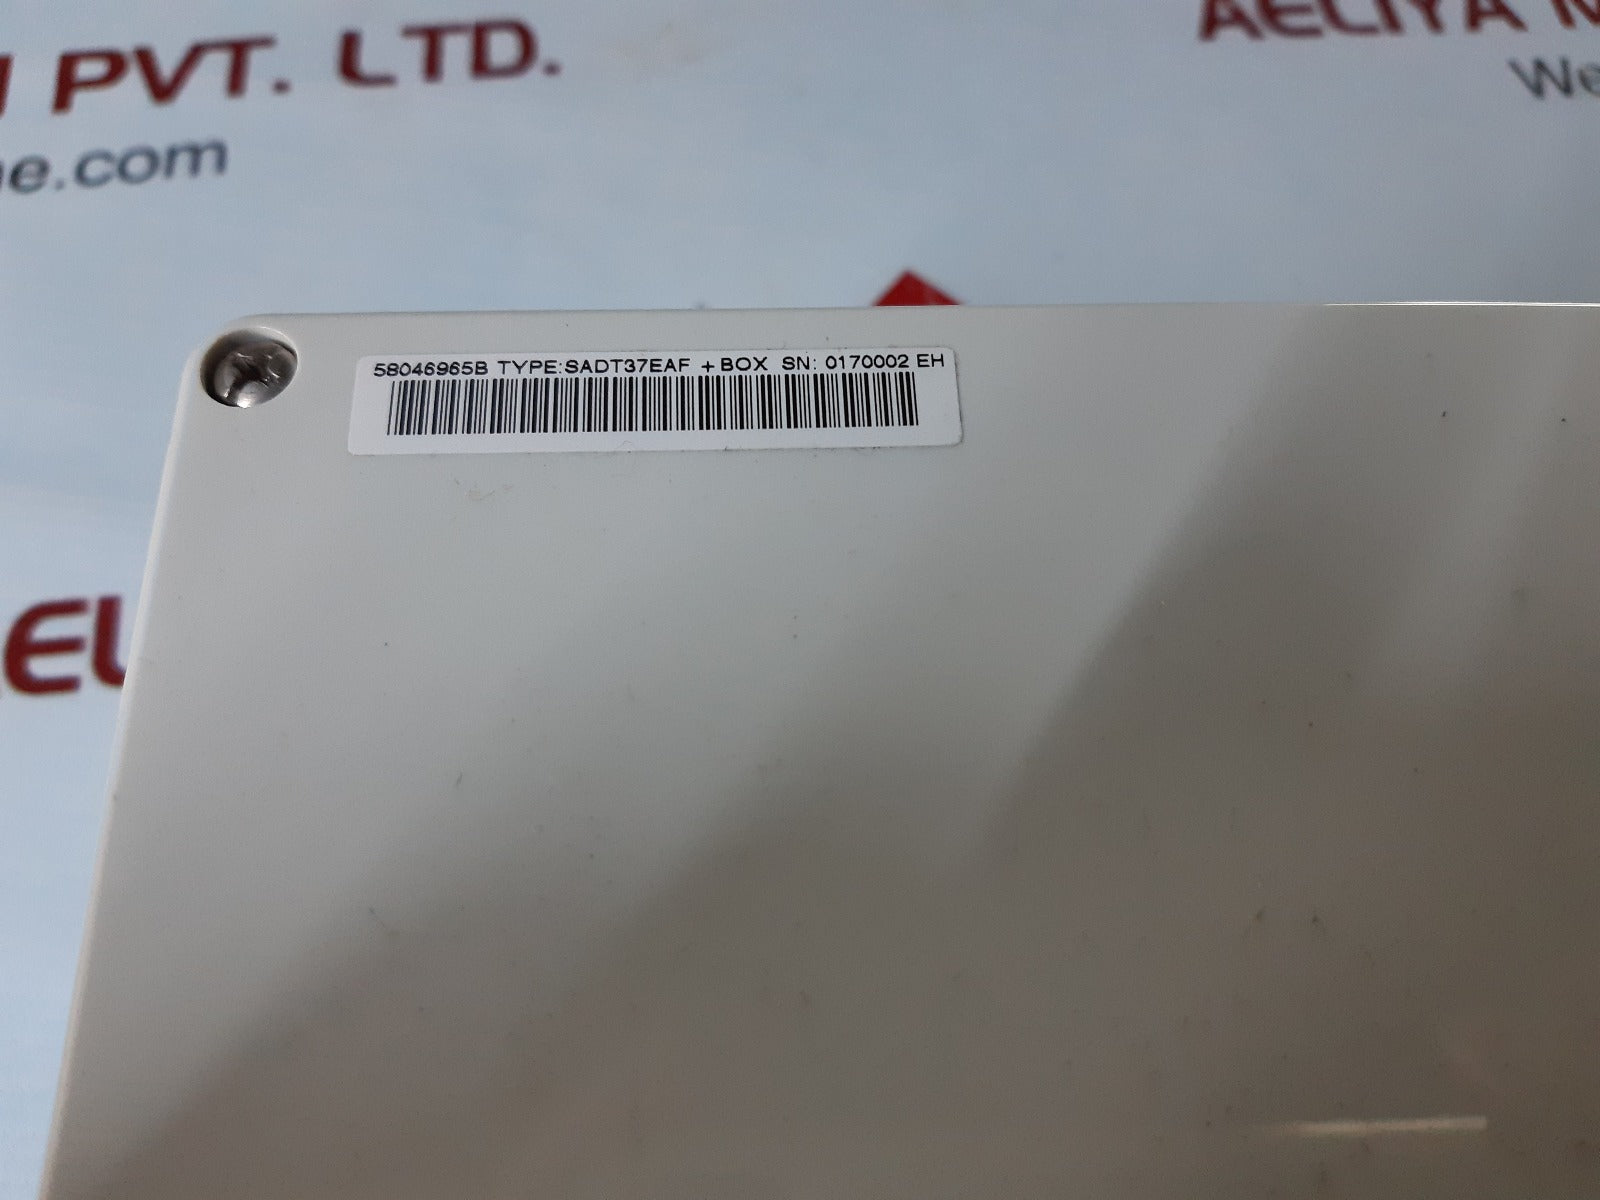 PVT. LTD.
AELIYA M
We
e.com
58046965B TYPE:SADT37EAF +BOX SN: 0170002 EH
EL